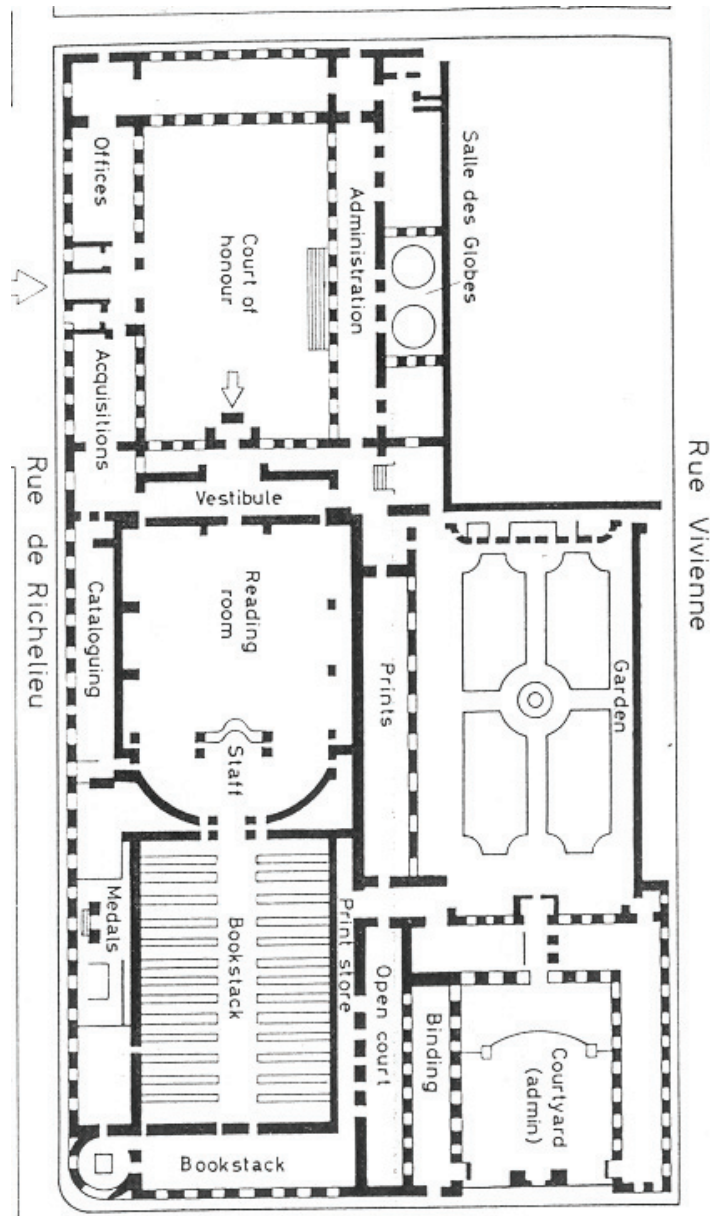 Salle des Globes
Offices
Administration
Court of
honour
Acquisitions
Rue Vivienne
Rue de Richelieu
Vestibule
Reading
room
Cataloguing
Prints
Garden
Staff
Medals
Bookstack
Print store
Open court
Binding
Courtyard
(admin)
Bookstack